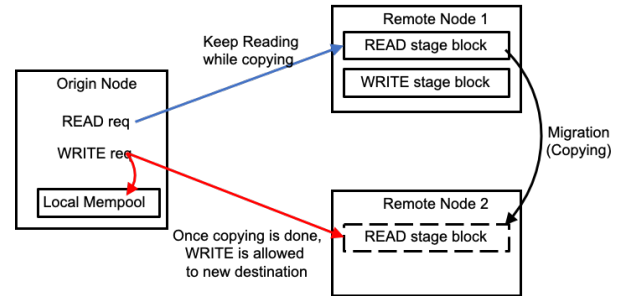 Origin Node
READ req
WRITE req
Local Mempool
Keep Reading
while copying
Remote Node 1
READ stage block
WRITE stage block
Migration
(Copying)
Once copying is done,
WRITE is allowed
to new destination
Remote Node 2
READ stage block